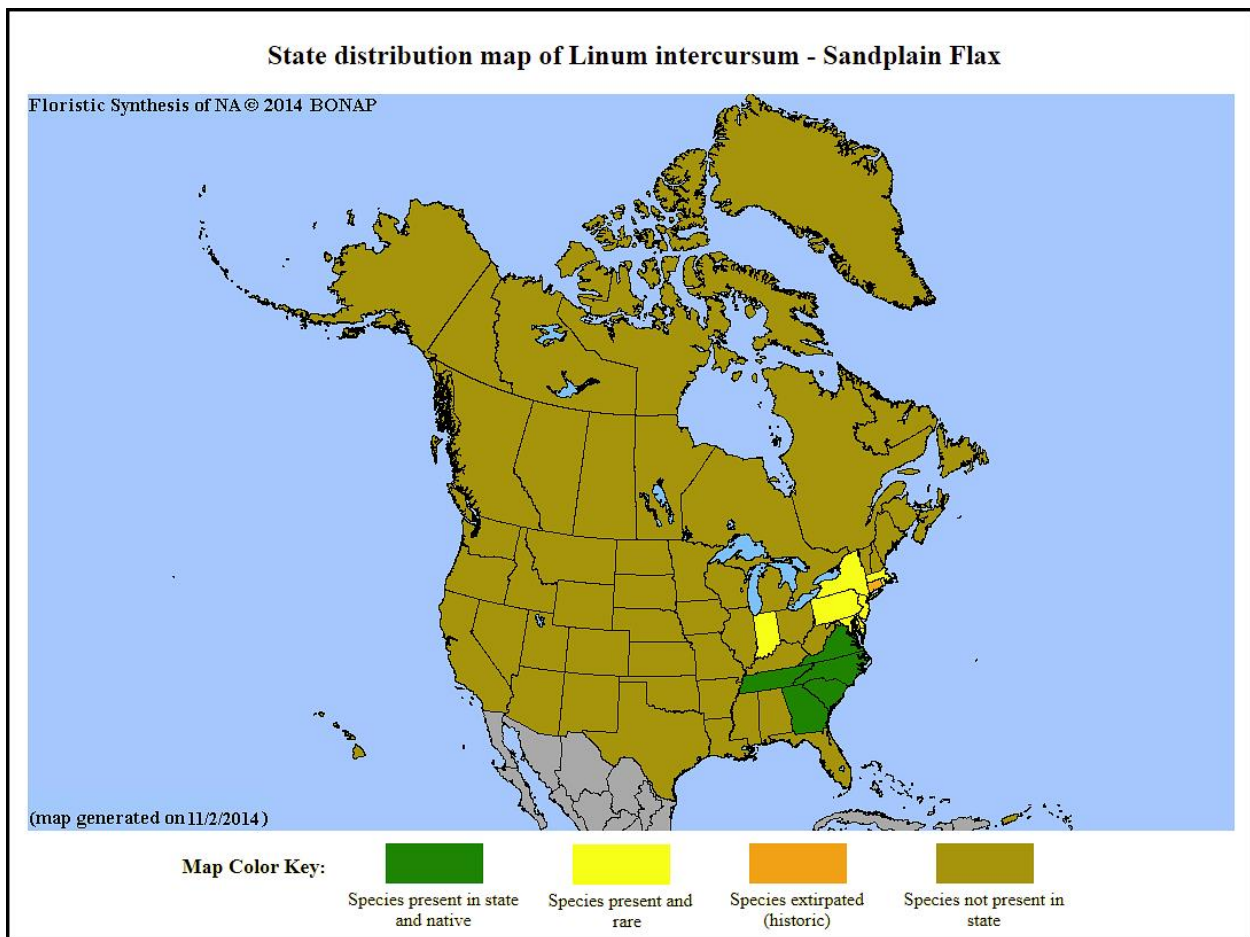 State distribution map of Linum intercursum - Sandplain Flax
Floristic Synthesis of NA © 2014 BONAP
(map generated on 11/2/2014)
Map Color Key:
Species present in state
and native
Species present and
rare
Species extirpated
(historic)
Species not present in
state